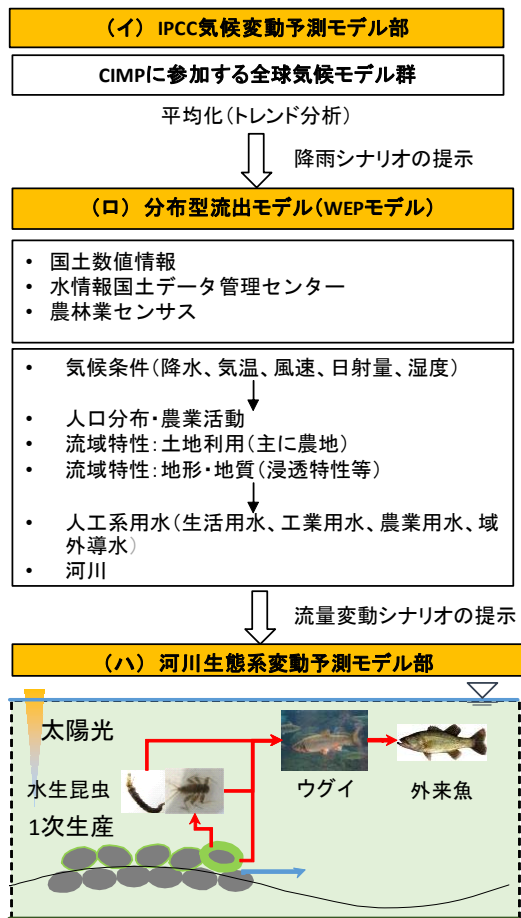 （イ）IPCC気候変動予測モデル部
CIMPに参加する全球気候モデル群
平均化（トレンド分析）
降雨シナリオの提示
（ロ）分布型流出モデル（WEPモデル）
• 国土数値情報
• 水情報国土データ管理センター
• 農林業センサス
• 気候条件（降水、気温、風速、日射量、湿度）
• 人口分布・農業活動
• 流域特性：土地利用（主に農地）
• 流域特性：地形・地質（浸透特性等）
• 人工系用水（生活用水、工業用水、農業用水、域
外導水）
• 河川
流量変動シナリオの提示
（ハ）河川生態系変動予測モデル部
太陽光
水生昆虫
ウグイ
外来魚
1次生産